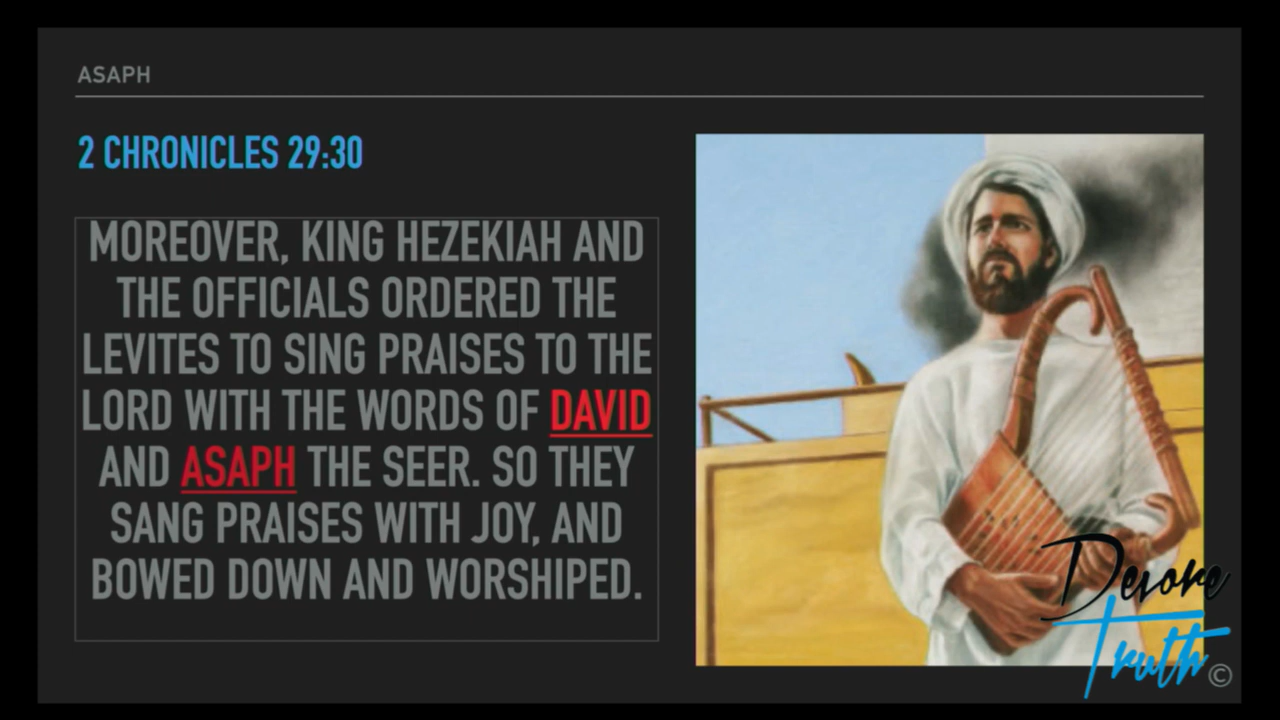 ASAPH
2 CHRONICLES 29:30
MOREOVER, KING HEZEKIAH AND
THE OFFICIALS ORDERED THE
LEVITES TO SING PRAISES TO THE
LORD WITH THE WORDS OF DAVID
AND ASAPH THE SEER. SO THEY
SANG PRAISES WITH JOY, AND
BOWED DOWN AND WORSHIPED.
Truth ©